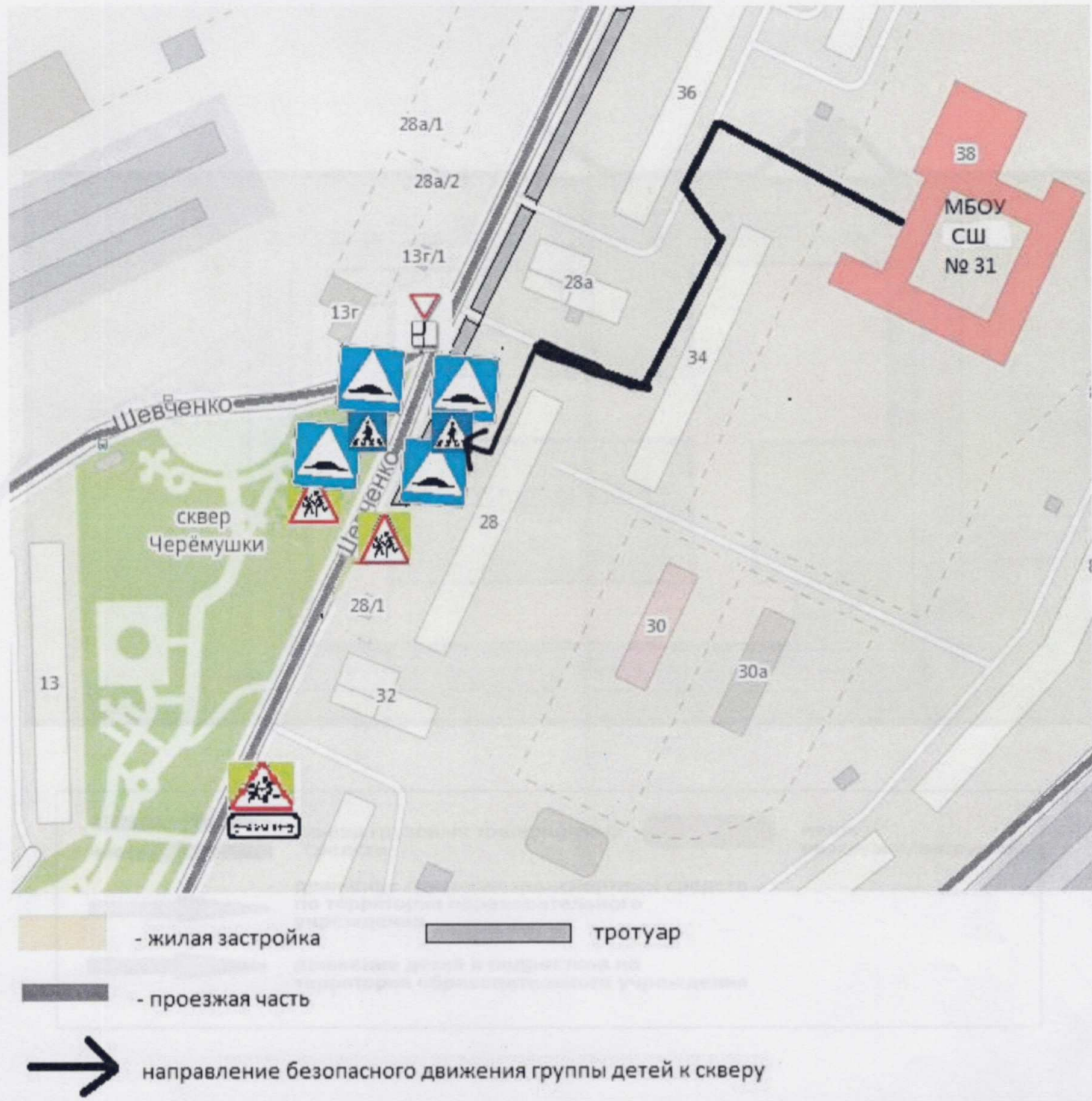 36
28а/1
38
28а/2
МБОУ
СШ
№ 31
13г/1
28а
13г
34
Шевченко
Шевченко
сквер
Черёмушки
28
28/1
30
13
32
30а
- жилая застройка
тротуар
- проезжая часть
направление безопасного движения группы детей к скверу